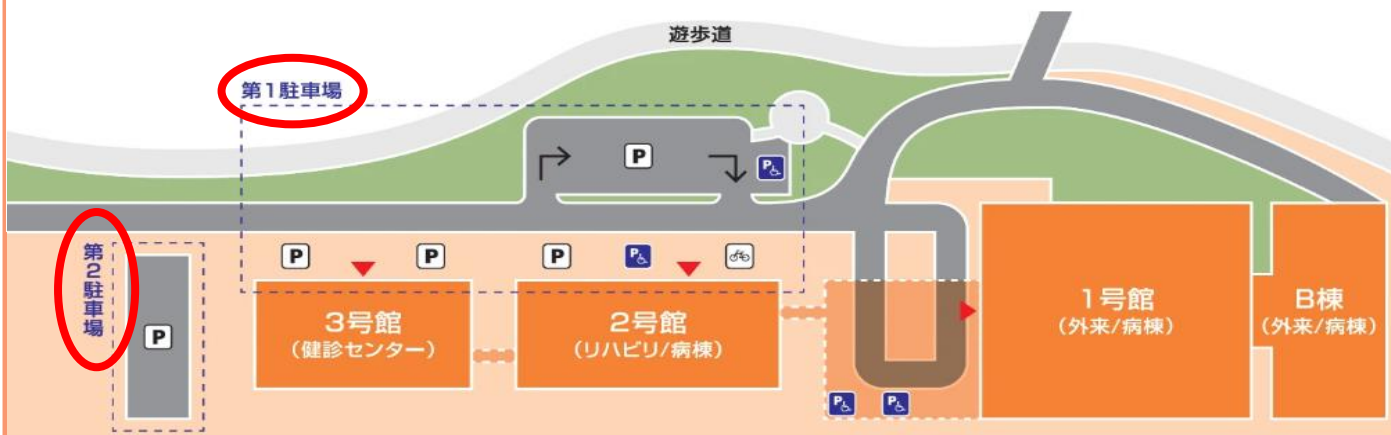 遊歩道
第1駐車場
P
P
第2駐車場
P
P
P
P
P
P
3号館
(健診センター)
2号館
(リハビリ/病棟)
1号館
(外来/病棟)
B棟
(外来/病棟)
P
P